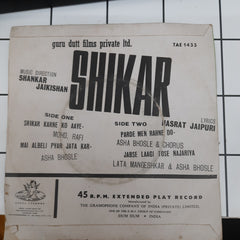 guru dutt films private ltd.
TAE 1433
SHIKAR
MUSIC DIRECTION
SHANKAR
JAIKISHAN
LYRICS
HASRAT JAIPURI
SIDE ONE
SHIKAR KARNE KO AAYE-
MOHD. RAFI
MAI ALBELI PYAR JATA KAR-
ASHA BHOSLE
SIDE TWO
PARDE MEN RAHNE DO-
ASHA BHOSLE & CHORUS
JABSE LAAGI TOSE NAJARIYA
LATA MANGESHKAR & ASHA BHOSLE
45 R.P.M. EXTENDED PLAY RECORD
THE GRAMOPHONE COMPANY OF INDIA (PRIVATE) LIMITED,
DUM DUM • INDIA